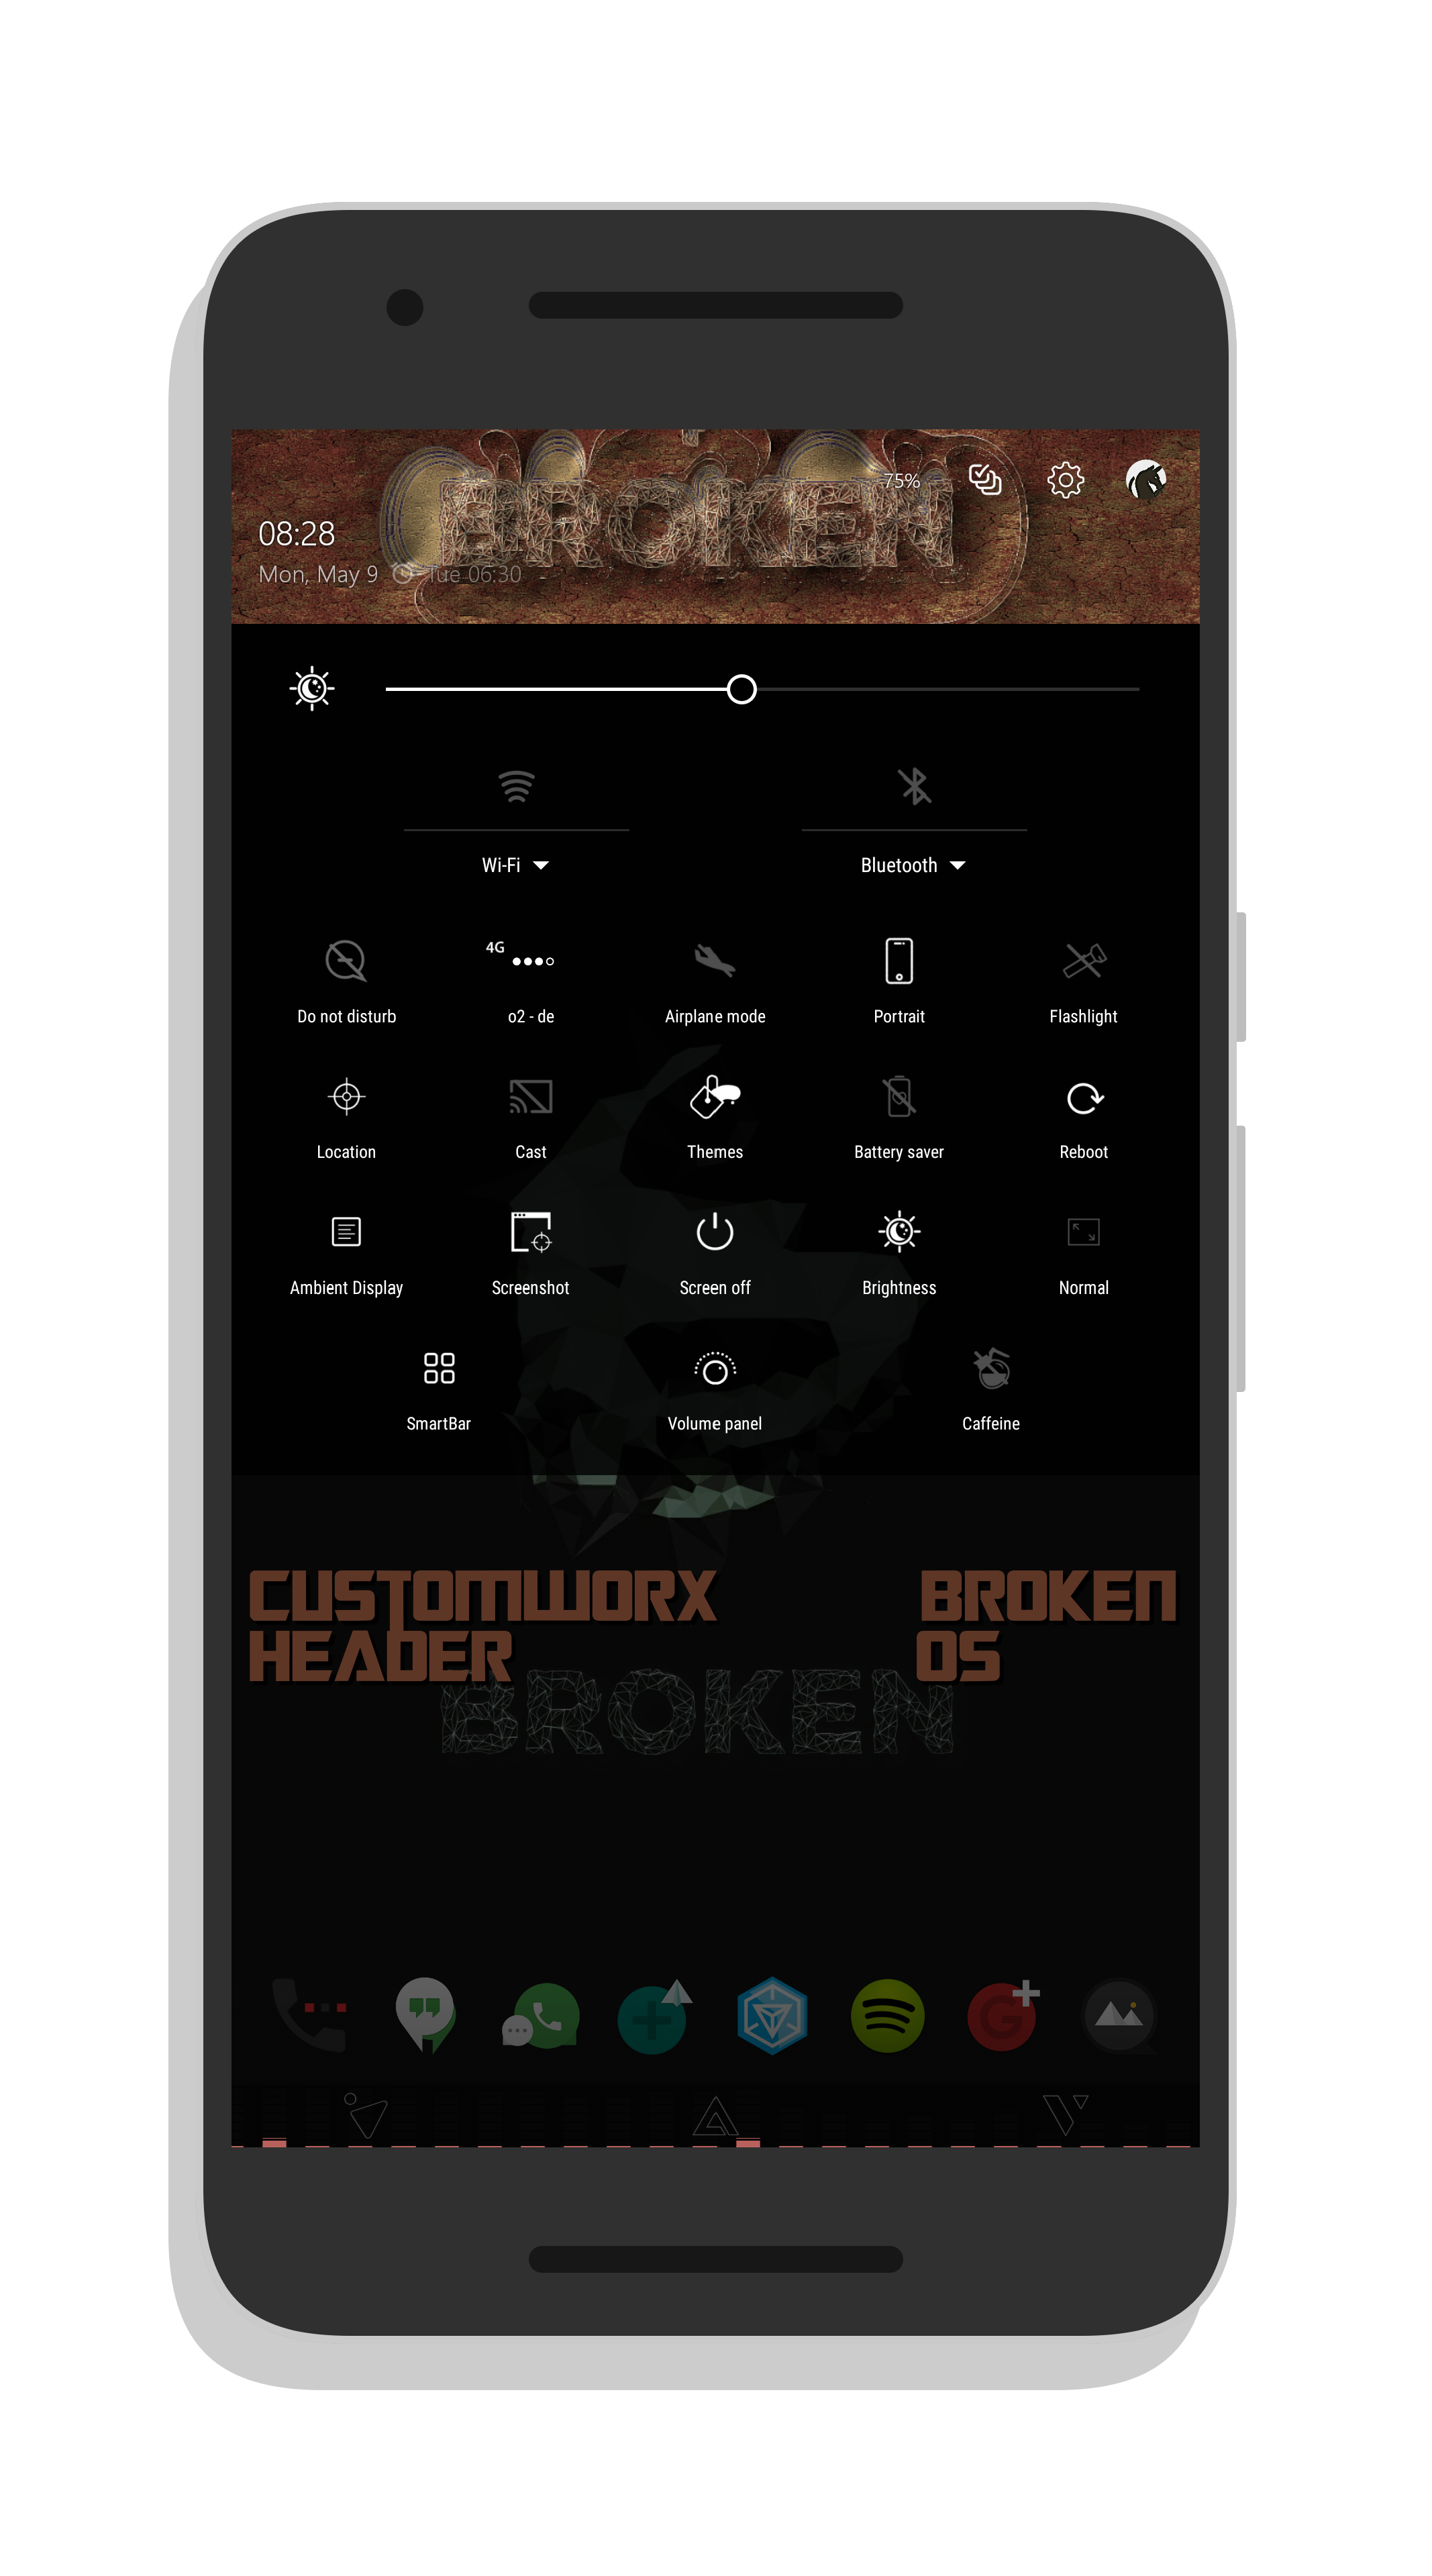 BROKEN
75%
08:28
Mon, May 9 Tue 06:30
Wi-Fi Bluetooth
4G
Do not disturb o2 - de Airplane mode Portrait Flashlight
Location Cast Themes Battery saver Reboot
Ambient Display Screenshot Screen off Brightness Normal
SmartBar Volume panel Caffeine
CUSTOMWORX BROKEN
HEADER OS
BROKEN
G+